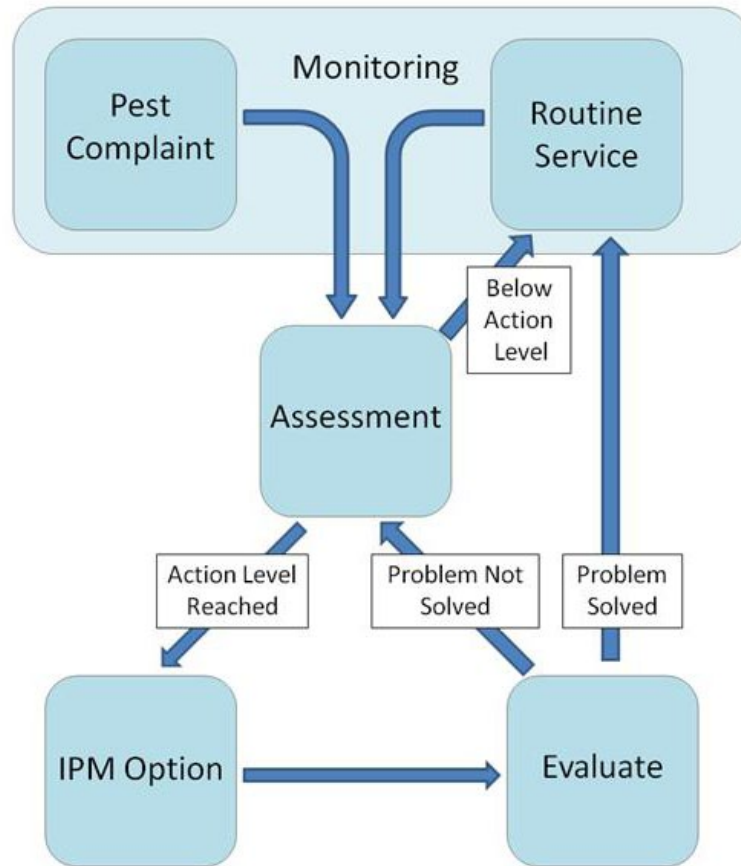 Monitoring
Pest
Complaint
Routine
Service
Below
Action
Level
Assessment
Action Level
Reached
Problem Not
Solved
Problem
Solved
IPM Option
Evaluate